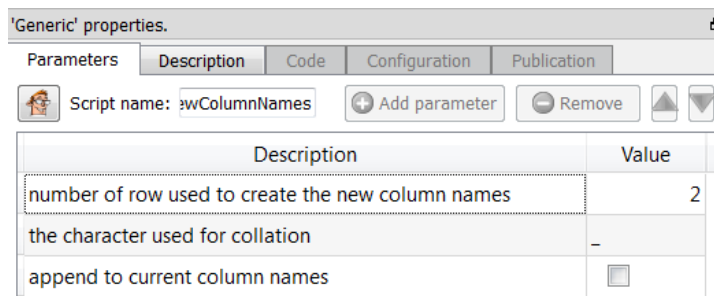 'Generic' properties.
Parameters Description Code Configuration Publication
Script name: ewColumnNames Add parameter Remove
Description Value
number of row used to create the new column names 2
the character used for collation _
append to current column names